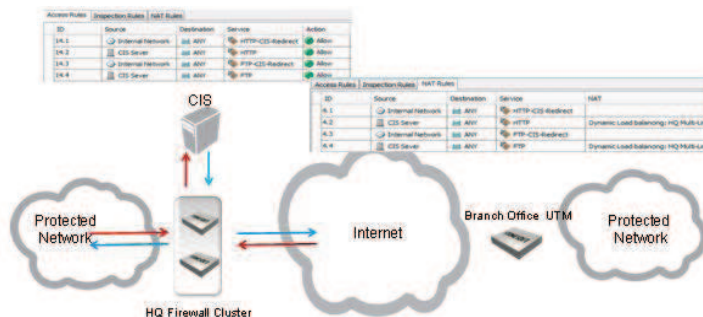 Access Rules Inspection Rules NAT Rules
ID Source Destination Service Action
14.1 Internal Network ANY HTTP-CIS-Redirect Allow
14.2 CIS Sever ANY HTTP Allow
14.3 Internal Network ANY FTP-CIS-Redirect Allow
14.4 CIS Sever ANY FTP Allow
Access Rules Inspection Rules NAT Rules
ID Source Destination Service NAT
4.1 Internal Network ANY HTTP-CIS-Redirect
4.2 CIS Sever ANY HTTP Dynamic Load balancing: HQ Multi-Li
4.3 Internal Network ANY FTP-CIS-Redirect
4.4 CIS Sever ANY FTP Dynamic Load balancing: HQ Multi-Li
CIS
Protected
Network
Internet
Branch Office UTM
Protected
Network
HQ Firewall Cluster